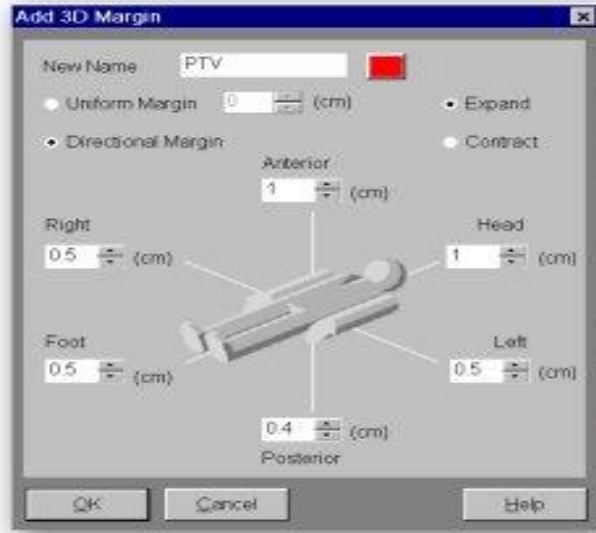 Add 3D Margin
New Name PTV
Uniform Margin 0 (cm) Expand
Directional Margin Contract
Anterior
1 (cm)
Right Head
0.5 (cm) 1 (cm)
Foot Left
0.5 (cm) 0.5 (cm)
0.4 (cm)
Posterior
OK Cancel Help